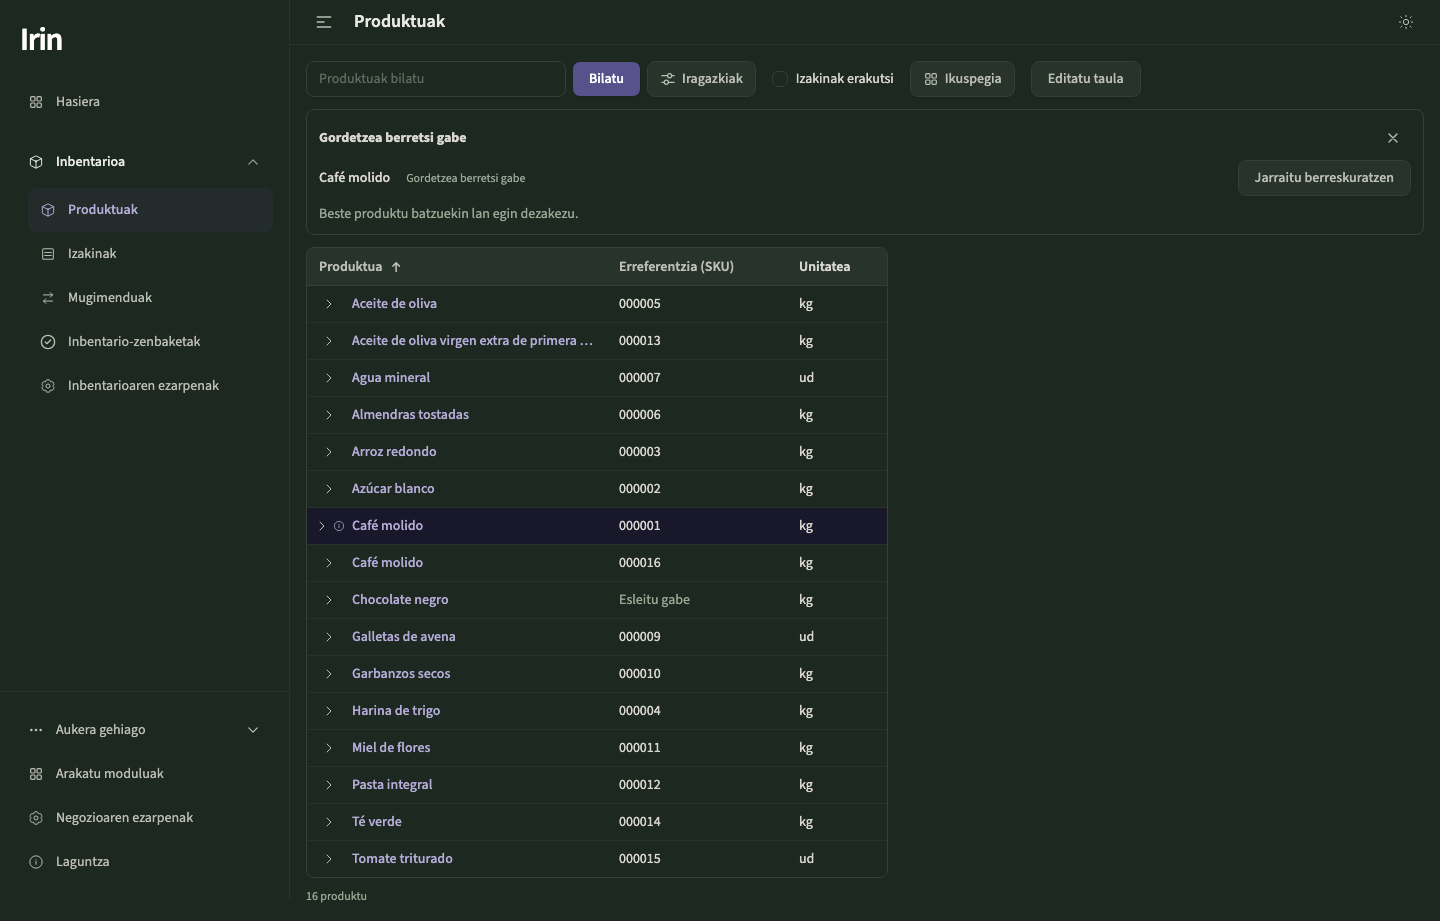 Irin
Hasiera
Inbentarioa
Produktuak
Izakinak
Mugimenduak
Inbentario-zenbaketak
Inbentarioaren ezarpenak
Aukera gehiago
Arakatu moduluak
Negozioaren ezarpenak
Laguntza
Produktuak
Produktuak bilatu Bilatu Iragazkiak Izakinak erakutsi Ikuspegia Editatu taula
Gordetzea berretsi gabe
Café molido Gordetzea berretsi gabe Jarraitu berreskuratzen
Beste produktu batzuekin lan egin dezakezu.
Produktua Erreferentzia (SKU) Unitatea
Aceite de oliva 000005 kg
Aceite de oliva virgen extra de primera ... 000013 kg
Agua mineral 000007 ud
Almendras tostadas 000006 kg
Arroz redondo 000003 kg
Azúcar blanco 000002 kg
Café molido 000001 kg
Café molido 000016 kg
Chocolate negro Esleitu gabe kg
Galletas de avena 000009 ud
Garbanzos secos 000010 kg
Harina de trigo 000004 kg
Miel de flores 000011 kg
Pasta integral 000012 kg
Té verde 000014 kg
Tomate triturado 000015 ud
16 produktu